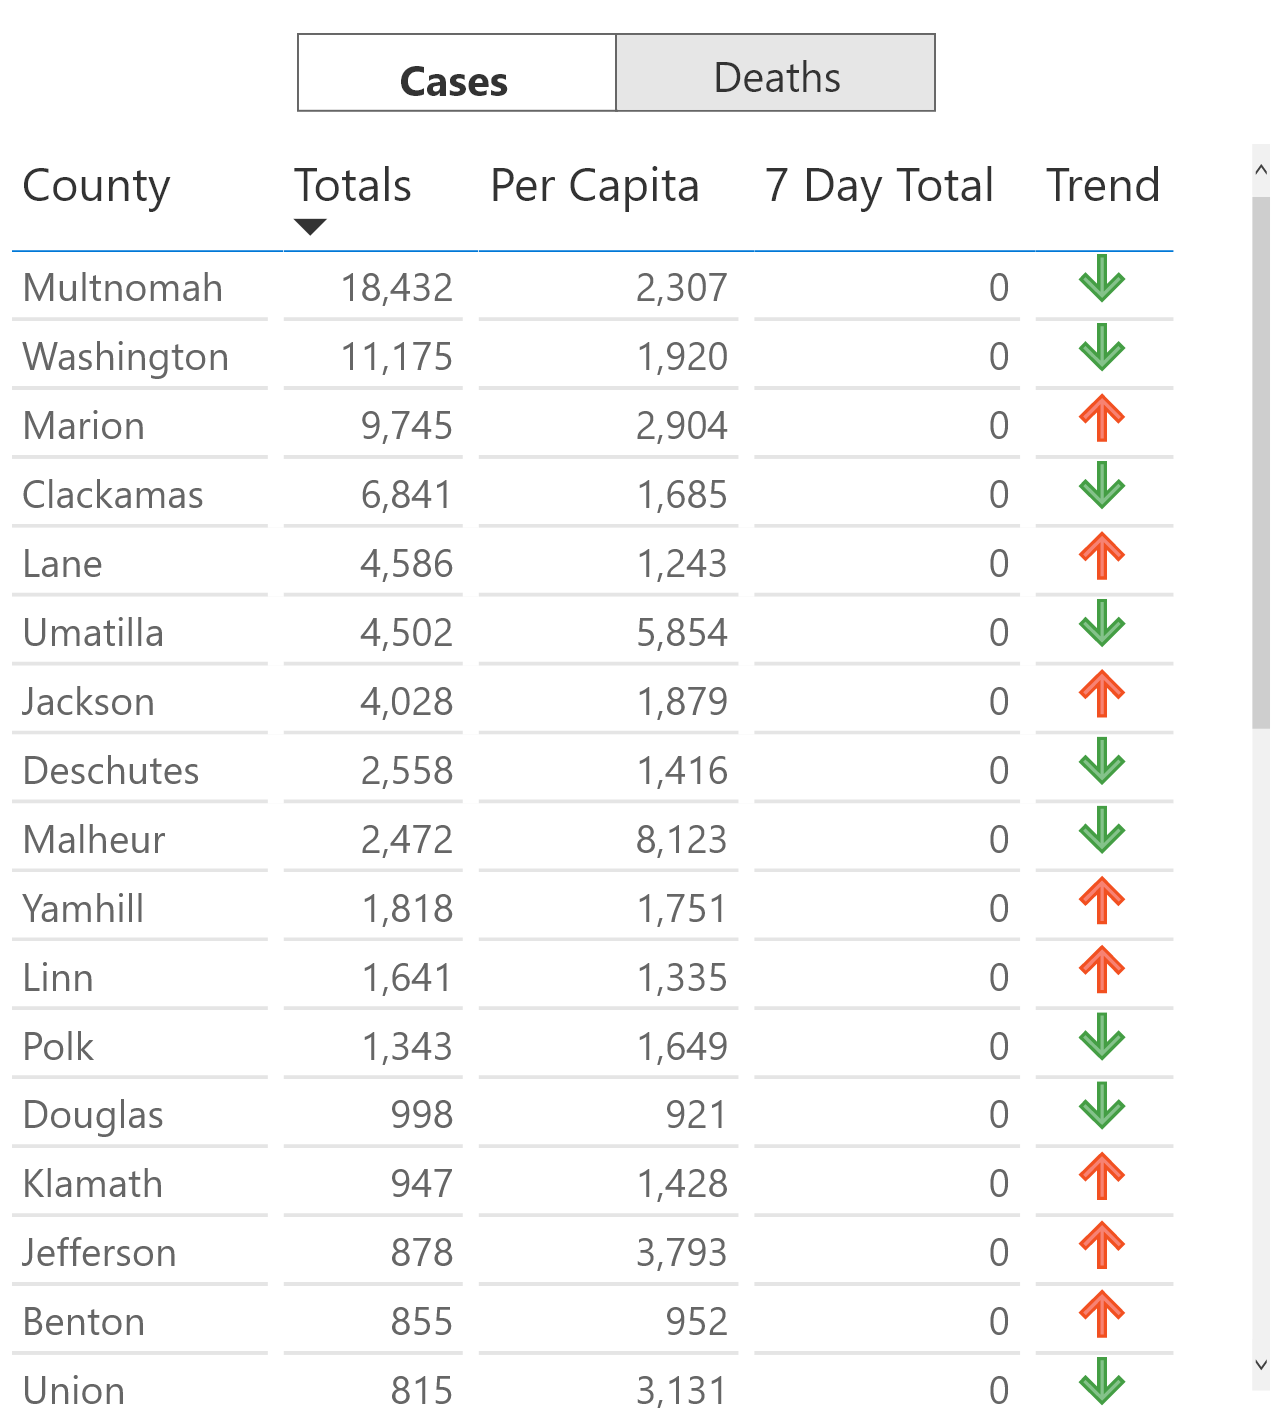 Cases Deaths
County Totals Per Capita 7 Day Total Trend
Multnomah 18,432 2,307 0
Washington 11,175 1,920 0
Marion 9,745 2,904 0
Clackamas 6,841 1,685 0
Lane 4,586 1,243 0
Umatilla 4,502 5,854 0
Jackson 4,028 1,879 0
Deschutes 2,558 1,416 0
Malheur 2,472 8,123 0
Yamhill 1,818 1,751 0
Linn 1,641 1,335 0
Polk 1,343 1,649 0
Douglas 998 921 0
Klamath 947 1,428 0
Jefferson 878 3,793 0
Benton 855 952 0
Union 815 3,131 0